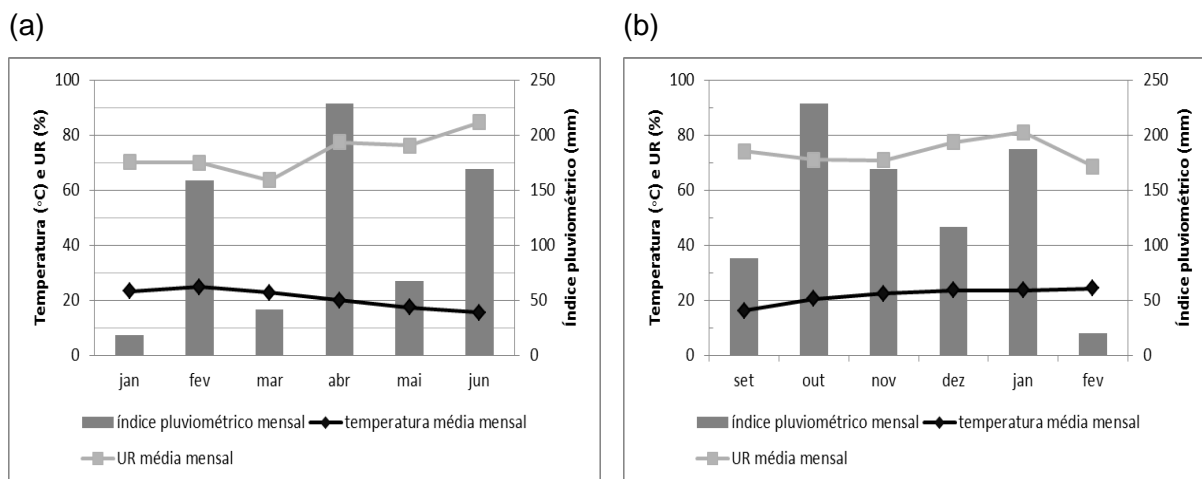 (a)
Temperatura (°C) e UR (%)
100
80
60
40
20
0
250
200
150
100
50
0
Índice pluviométrico (mm)
jan fev mar abr mai jun
índice pluviométrico mensal temperatura média mensal
UR média mensal
(b)
Temperatura (°C) e UR (%)
100
80
60
40
20
0
250
200
150
100
50
0
Índice pluviométrico (mm)
set out nov dez jan fev
índice pluviométrico mensal temperatura média mensal
UR média mensal